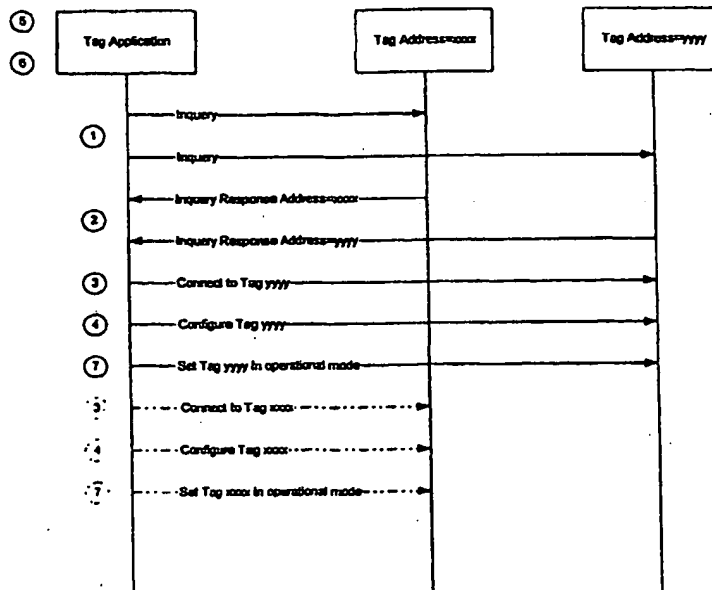 5
6
Tag Application
Tag Address=xxxx
Tag Address=yyyy
Inquery
1
Inquery
Inquery Response Address=xxxx
2
Inquery Response Address=yyyy
3 Connect to Tag yyyy
4 Configure Tag yyyy
7 Set Tag yyyy in operational mode
3 Connect to Tag xxxx
4 Configure Tag xxxx
7 Set Tag xxxx in operational mode